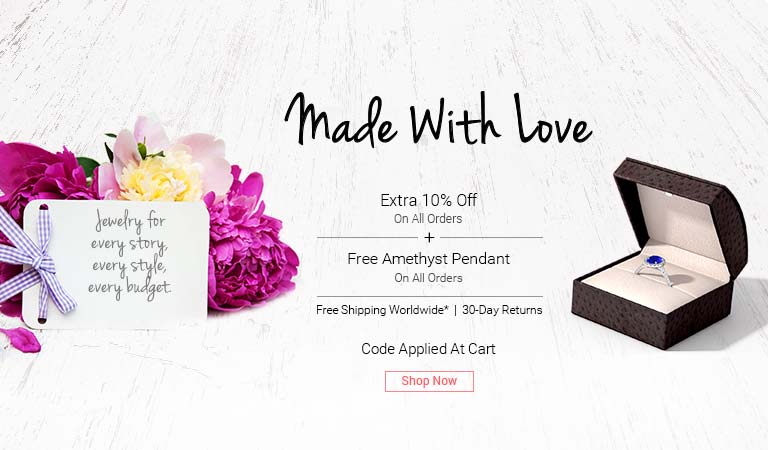 Made With Love
Jewelry for
every story,
every style,
every budget.
Extra 10% Off
On All Orders
+
Free Amethyst Pendant
On All Orders
Free Shipping Worldwide* | 30-Day Returns
Code Applied At Cart
Shop Now